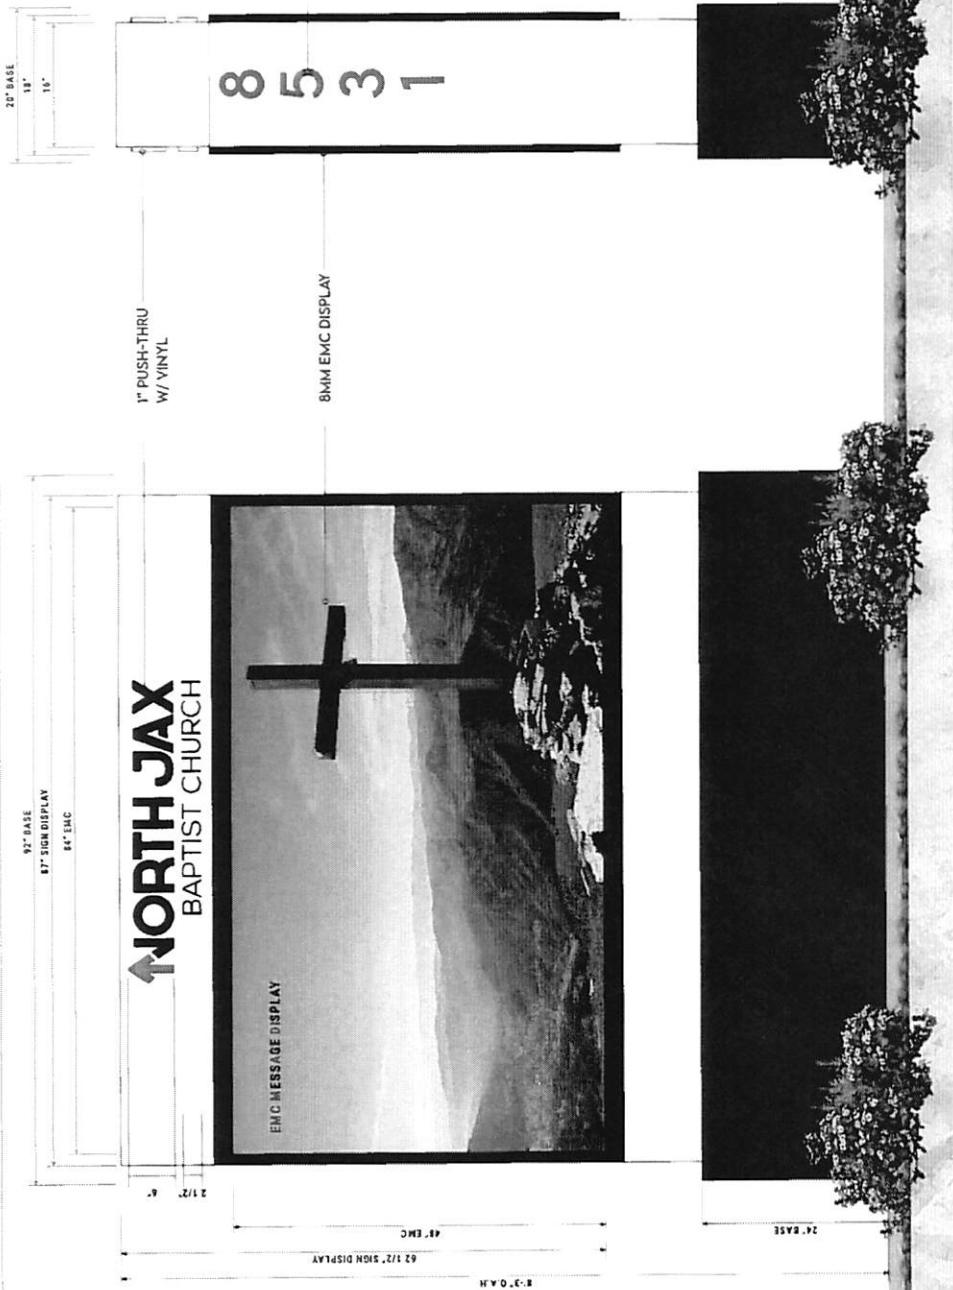 92" BASE
87" SIGN DISPLAY
84" EMC
NORTH JAX
BAPTIST CHURCH
EMC MESSAGE DISPLAY
6"
2 1/2"
48" EMC
62 1/2" SIGN DISPLAY
8'-3" O.A.H
24" BASE
1" PUSH-THRU
W/ VINYL
8MM EMC DISPLAY
20" BASE
18"
16"
8
5
3
1